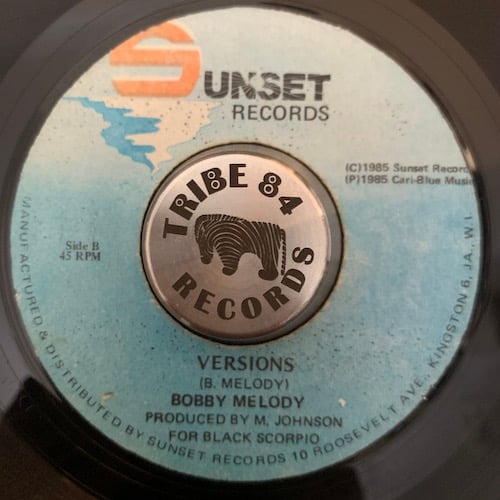 SUNSET
RECORDS
(C)1985 Sunset Record
(P)1985 Cari-Blue Music
Side B
45 RPM
TRIBE 84
RECORDS
VERSIONS
(B. MELODY)
BOBBY MELODY
PRODUCED BY M, JOHNSON
FOR BLACK SCORPIO
MANUFACTURED & DISTRIBUTED BY SUNSET RECORDS 10 ROOSEVELT AVE., KINGSTON 6, JA., W.I.